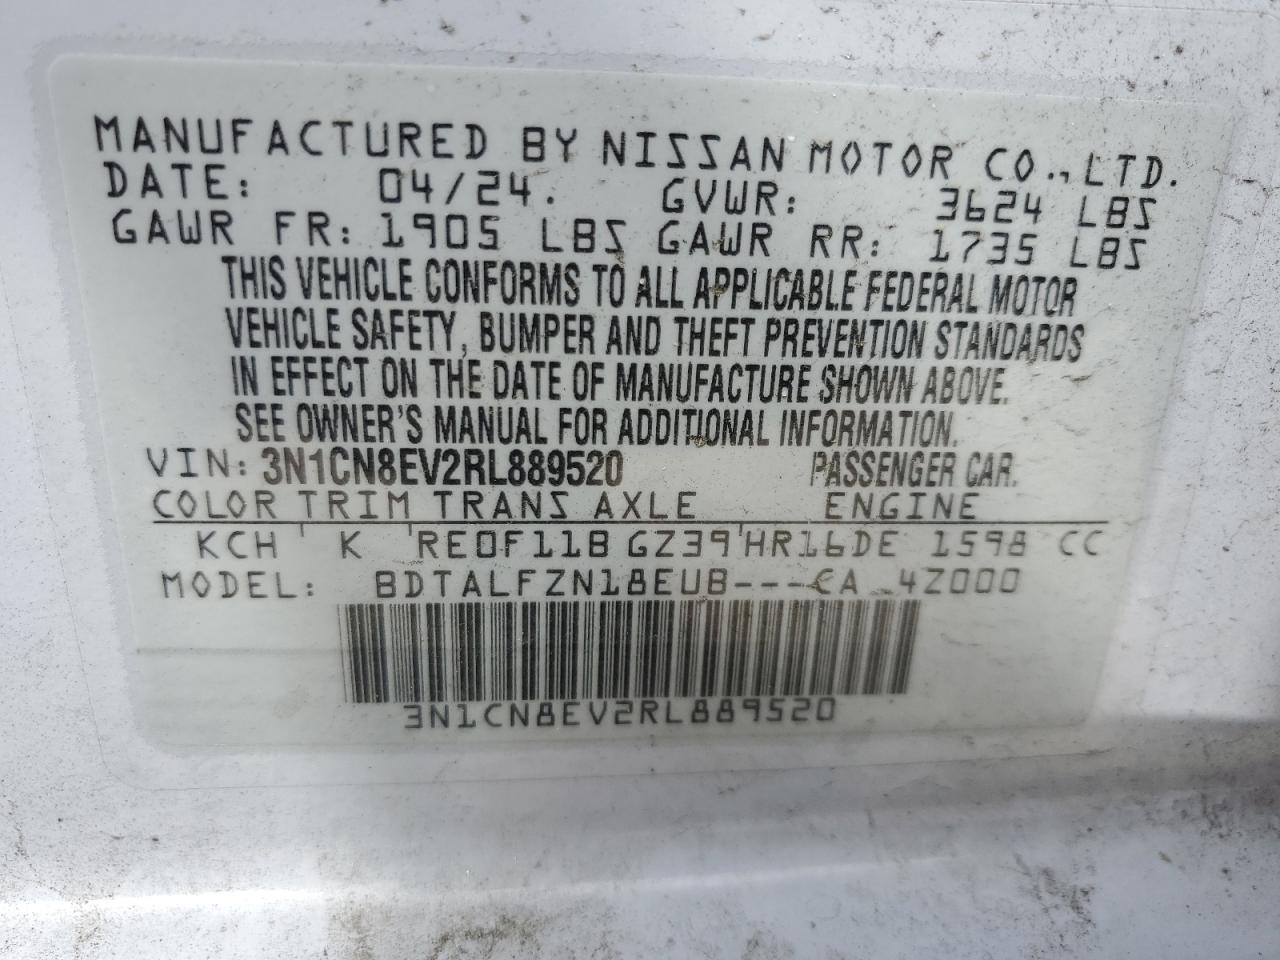 MANUFACTURED BY NISSAN MOTOR CO., LTD.
DATE: 04/24. GVWR: 3624 LBS
GAWR FR: 1905 LBS GAWR RR: 1735 LBS
THIS VEHICLE CONFORMS TO ALL APPLICABLE FEDERAL MOTOR
VEHICLE SAFETY, BUMPER AND THEFT PREVENTION STANDARDS
IN EFFECT ON THE DATE OF MANUFACTURE SHOWN ABOVE.
SEE OWNER'S MANUAL FOR ADDITIONAL INFORMATION.
VIN: 3N1CN8EV2RL889520 PASSENGER CAR.
COLOR TRIM TRANS AXLE ENGINE
KCH K RE0F11B GZ39 HR16DE 1598 CC
MODEL: BDTALFZN18EUB---CA 4Z000
3N1CN8EV2RL889520